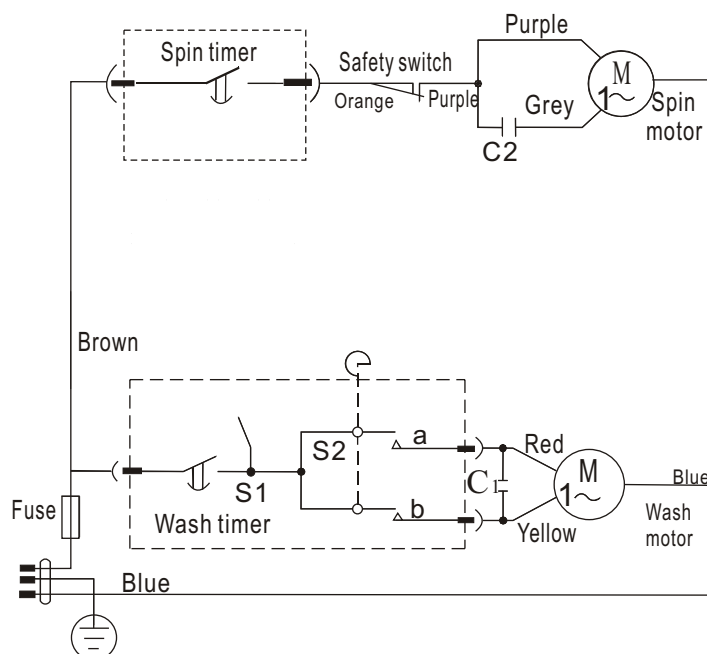 Purple
Spin timer
Safety switch
M
1~
Orange
Purple
Grey
Spin
motor
C2
Brown
S2
a
Red
M
1~
Blue
S1
C1
b
Wash timer
Yellow
Wash
motor
Fuse
Blue